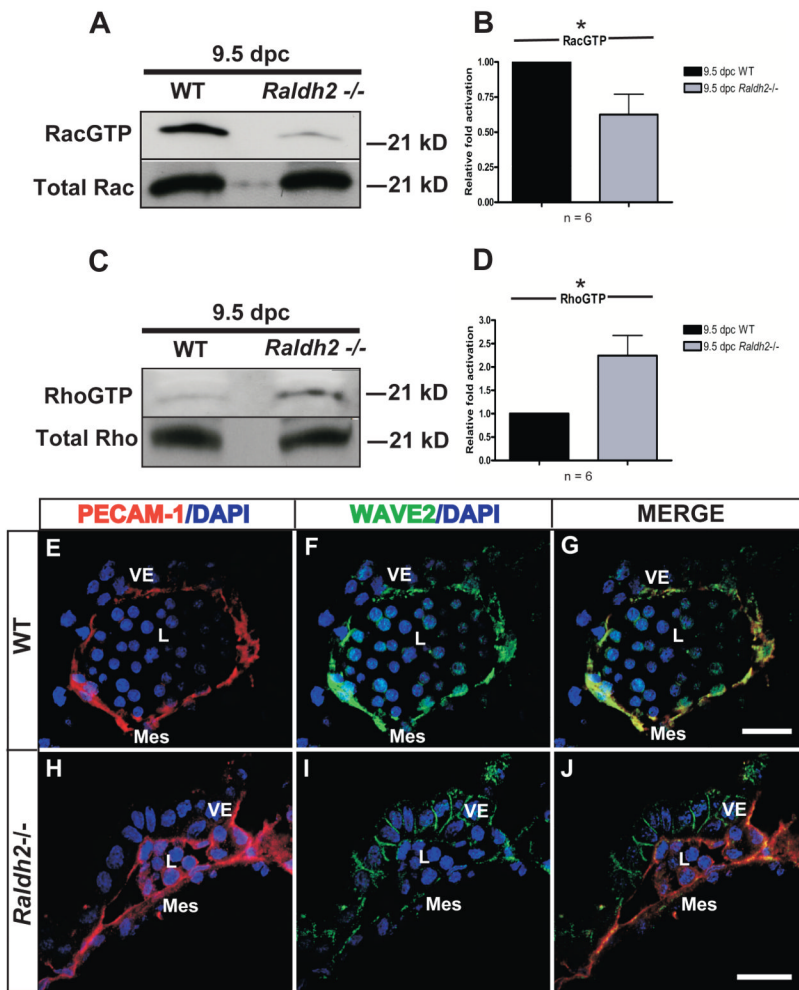 A
9.5 dpc
WT Raldh2 -/-
RacGTP
—21 kD
Total Rac
—21 kD
B
*
RacGTP
Relative fold activation
1.00
0.75
0.50
0.25
0.00
n = 6
9.5 dpc WT
9.5 dpc Raldh2-/-
C
9.5 dpc
WT Raldh2 -/-
RhoGTP
—21 kD
Total Rho
—21 kD
D
*
RhoGTP
Relative fold activation
3.0
2.5
2.0
1.5
1.0
0.5
0.0
n = 6
9.5 dpc WT
9.5 dpc Raldh2-/-
PECAM-1/DAPI WAVE2/DAPI MERGE
WT
E VE L Mes
F VE L Mes
G VE L Mes
Raldh2-/-
H VE L Mes
I VE L Mes
J VE L Mes